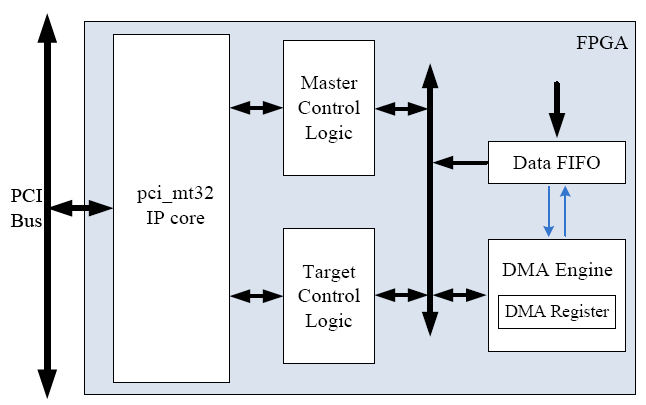 FPGA
PCI
Bus
pci_mt32
IP core
Master
Control
Logic
Target
Control
Logic
Data FIFO
DMA Engine
DMA Register